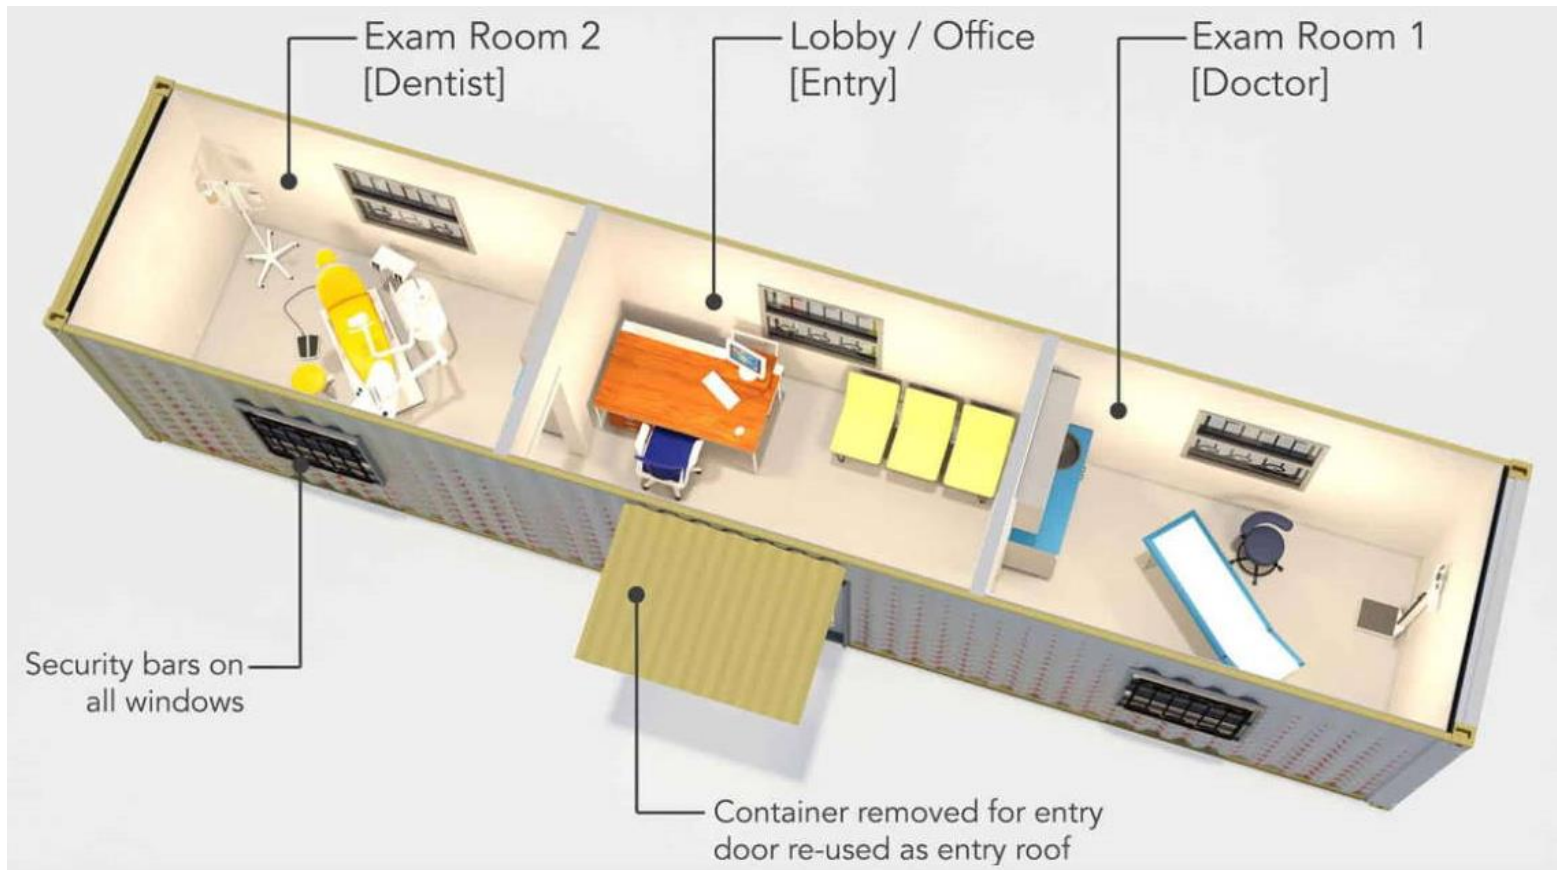 Exam Room 2
[Dentist]
Lobby / Office
[Entry]
Exam Room 1
[Doctor]
Security bars on
all windows
Container removed for entry
door re-used as entry roof